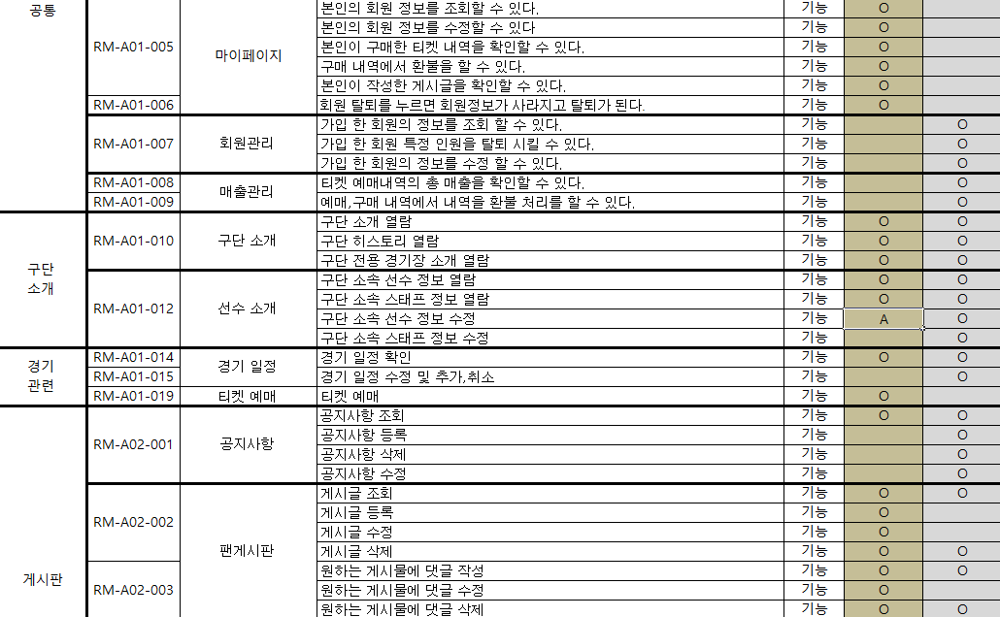 공통
RM-A01-005
마이페이지
본인의 회원 정보를 조회할 수 있다. 기능 O
본인의 회원 정보를 수정할 수 있다 기능 O
본인이 구매한 티켓 내역을 확인할 수 있다. 기능 O
구매 내역에서 환불을 할 수 있다. 기능 O
본인이 작성한 게시글을 확인할 수 있다. 기능 O
RM-A01-006 회원 탈퇴를 누르면 회원정보가 사라지고 탈퇴가 된다. 기능 O
RM-A01-007
회원관리
가입 한 회원의 정보를 조회 할 수 있다. 기능 O
가입 한 회원 특정 인원을 탈퇴 시킬 수 있다. 기능 O
가입 한 회원의 정보를 수정 할 수 있다. 기능 O
매출관리
RM-A01-008 티켓 예매내역의 총 매출을 확인할 수 있다. 기능 O
RM-A01-009 예매,구매 내역에서 내역을 환불 처리를 할 수 있다. 기능 O
구단
소개
RM-A01-010
구단 소개
구단 소개 열람 기능 O O
구단 히스토리 열람 기능 O O
구단 전용 경기장 소개 열람 기능 O O
RM-A01-012
선수 소개
구단 소속 선수 정보 열람 기능 O O
구단 소속 스태프 정보 열람 기능 O O
구단 소속 선수 정보 수정 기능 A O
구단 소속 스태프 정보 수정 기능 O
경기
관련
경기 일정
RM-A01-014 경기 일정 확인 기능 O O
RM-A01-015 경기 일정 수정 및 추가,취소 기능 O
RM-A01-019 티켓 예매 티켓 예매 기능 O
게시판
RM-A02-001
공지사항
공지사항 조회 기능 O O
공지사항 등록 기능 O
공지사항 삭제 기능 O
공지사항 수정 기능 O
RM-A02-002
팬게시판
게시글 조회 기능 O O
게시글 등록 기능 O
게시글 수정 기능 O
게시글 삭제 기능 O O
RM-A02-003
원하는 게시물에 댓글 작성 기능 O O
원하는 게시물에 댓글 수정 기능 O
원하는 게시물에 댓글 삭제 기능 O O